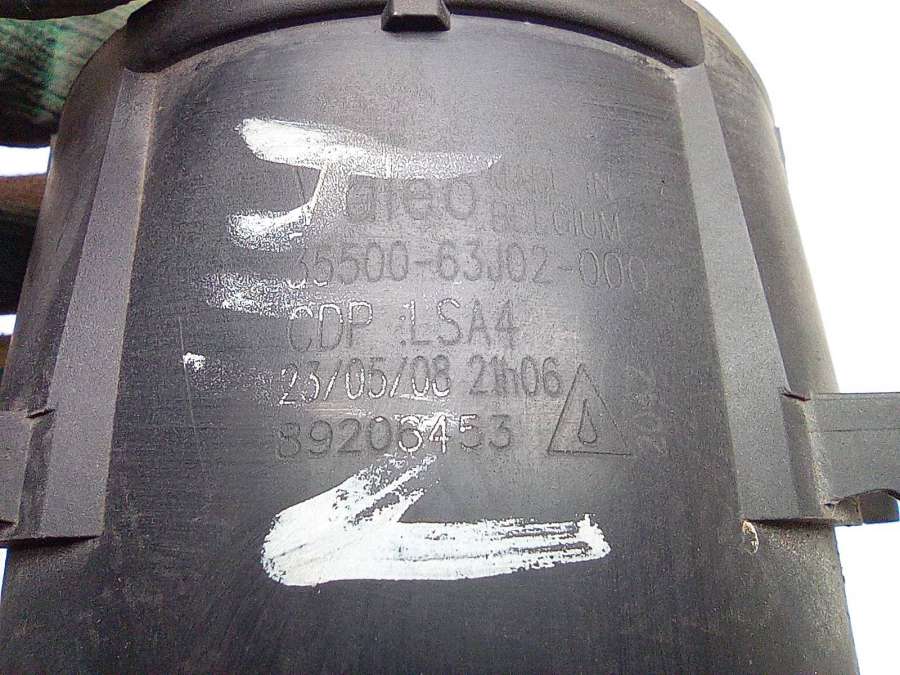 Valeo MADE IN
BELGIUM
35500-63J02-000
CDP .LSA4
23/05/08 21h06
89206453